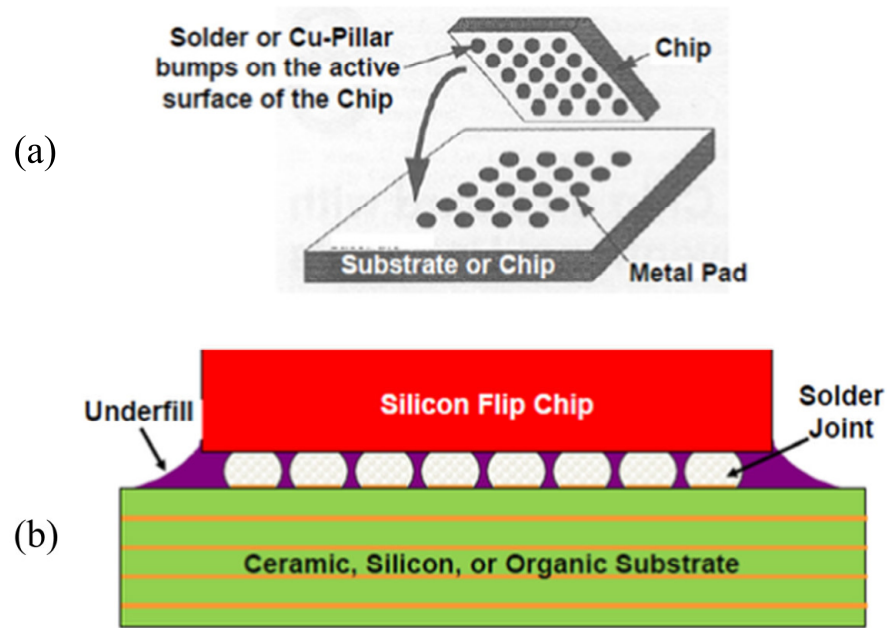 (a)
Solder or Cu-Pillar
bumps on the active
surface of the Chip
Chip
Substrate or Chip
Metal Pad
(b)
Underfill
Silicon Flip Chip
Solder
Joint
Ceramic, Silicon, or Organic Substrate